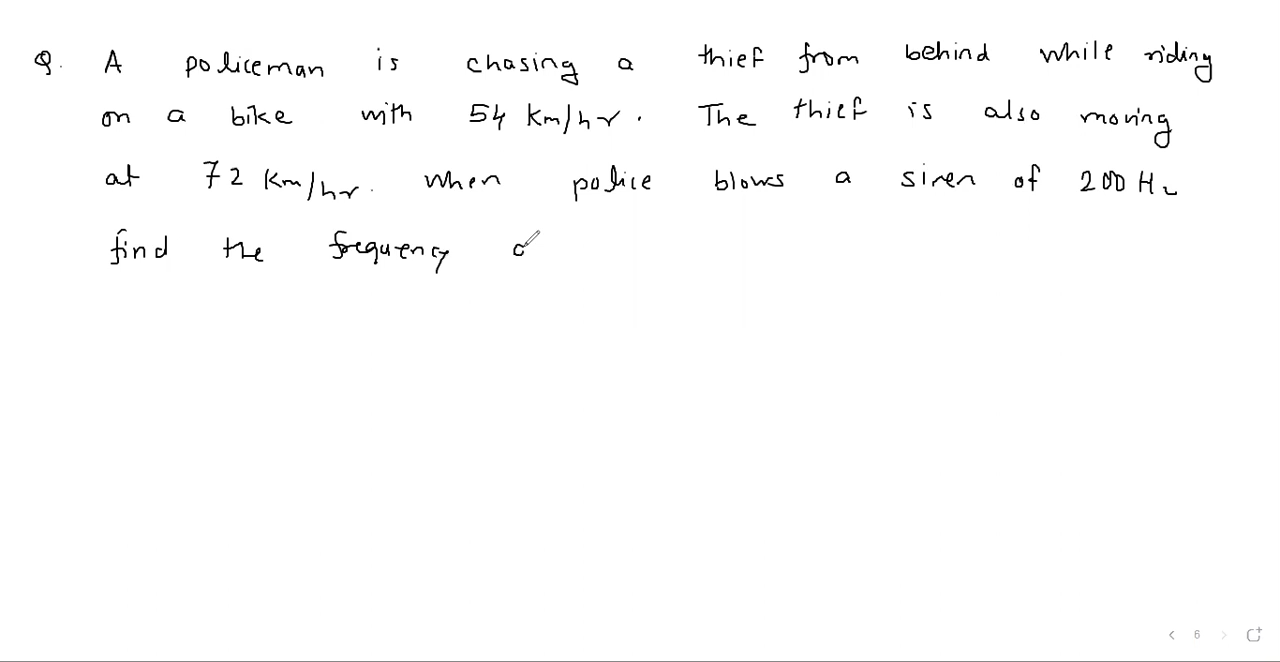 Q. A policeman is chasing a thief from behind while riding
on a bike with 54 Km/hr. The thief is also moving
at 72 Km/hr. when police blows a siren of 200 Hz
find the frequency
6